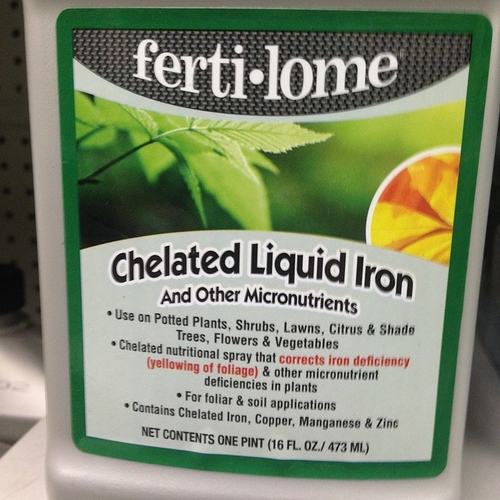 ferti•lome
Chelated Liquid Iron
And Other Micronutrients
• Use on Potted Plants, Shrubs, Lawns, Citrus & Shade
Trees, Flowers & Vegetables
• Chelated nutritional spray that corrects iron deficiency
(yellowing of foliage) & other micronutrient
deficiencies in plants
• For foliar & soil applications
• Contains Chelated Iron, Copper, Manganese & Zinc
NET CONTENTS ONE PINT (16 FL. OZ./ 473 ML)